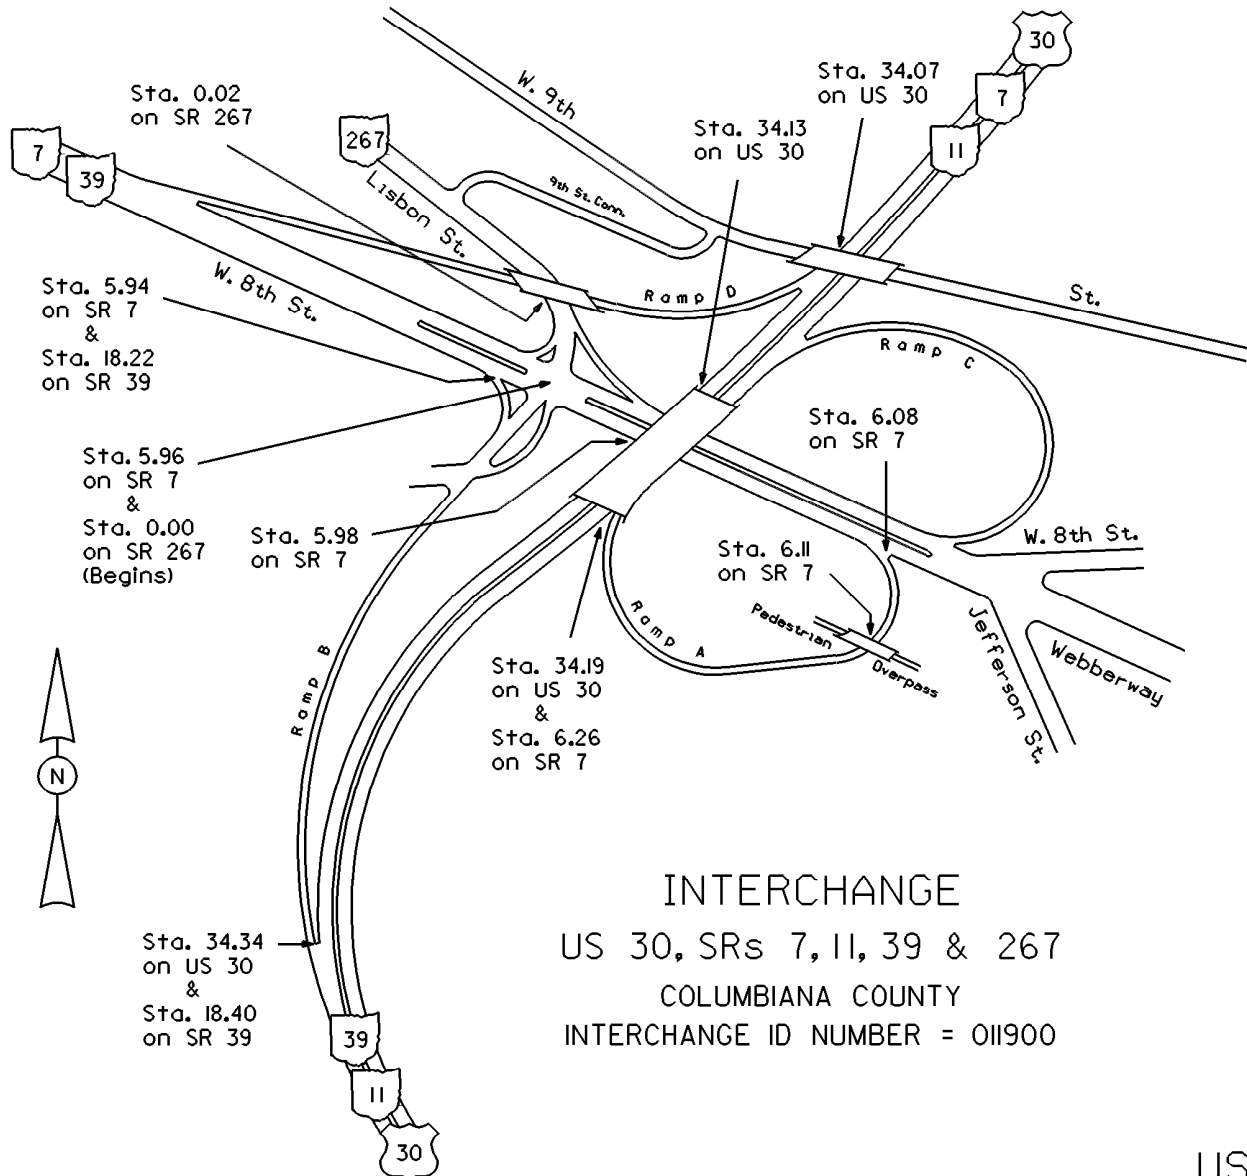 30
W. 9th
Sta. 34.07
on US 30
7
Sta. 0.02
on SR 267
Sta. 34.13
on US 30
11
267
7
39
Lisbon St.
9th St. Conn.
W. 8th St.
Ramp D
St.
Sta. 5.94
on SR 7
&
Sta. 18.22
on SR 39
Ramp C
Sta. 6.08
on SR 7
Sta. 5.96
on SR 7
&
Sta. 0.00
on SR 267
(Begins)
Sta. 5.98
on SR 7
W. 8th St.
Sta. 6.11
on SR 7
Pedestrian
Overpass
Ramp A
Jefferson St.
Webberway
Ramp B
Sta. 34.19
on US 30
&
Sta. 6.26
on SR 7
N
INTERCHANGE
US 30, SRs 7, 11, 39 & 267
COLUMBIANA COUNTY
INTERCHANGE ID NUMBER = 011900
Sta. 34.34
on US 30
&
Sta. 18.40
on SR 39
39
11
30
US